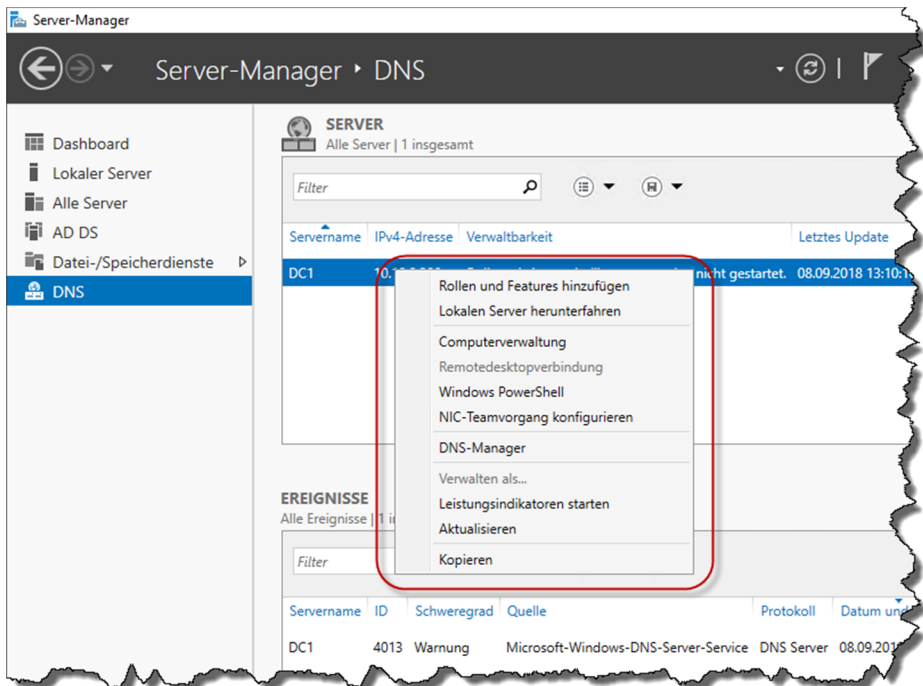 Server-Manager
Server-Manager DNS
Dashboard
Lokaler Server
Alle Server
AD DS
Datei-/Speicherdienste
DNS
SERVER
Alle Server | 1 insgesamt
Filter
Servername IPv4-Adresse Verwaltbarkeit Letztes Update
DC1 nicht gestartet. 08.09.2018 13:10:1
Rollen und Features hinzufügen
Lokalen Server herunterfahren
Computerverwaltung
Remotedesktopverbindung
Windows PowerShell
NIC-Teamvorgang konfigurieren
DNS-Manager
Verwalten als...
Leistungsindikatoren starten
Aktualisieren
Kopieren
EREIGNISSE
Alle Ereignisse | 1
Filter
Servername ID Schweregrad Quelle Protokoll Datum und
DC1 4013 Warnung Microsoft-Windows-DNS-Server-Service DNS Server 08.09.201